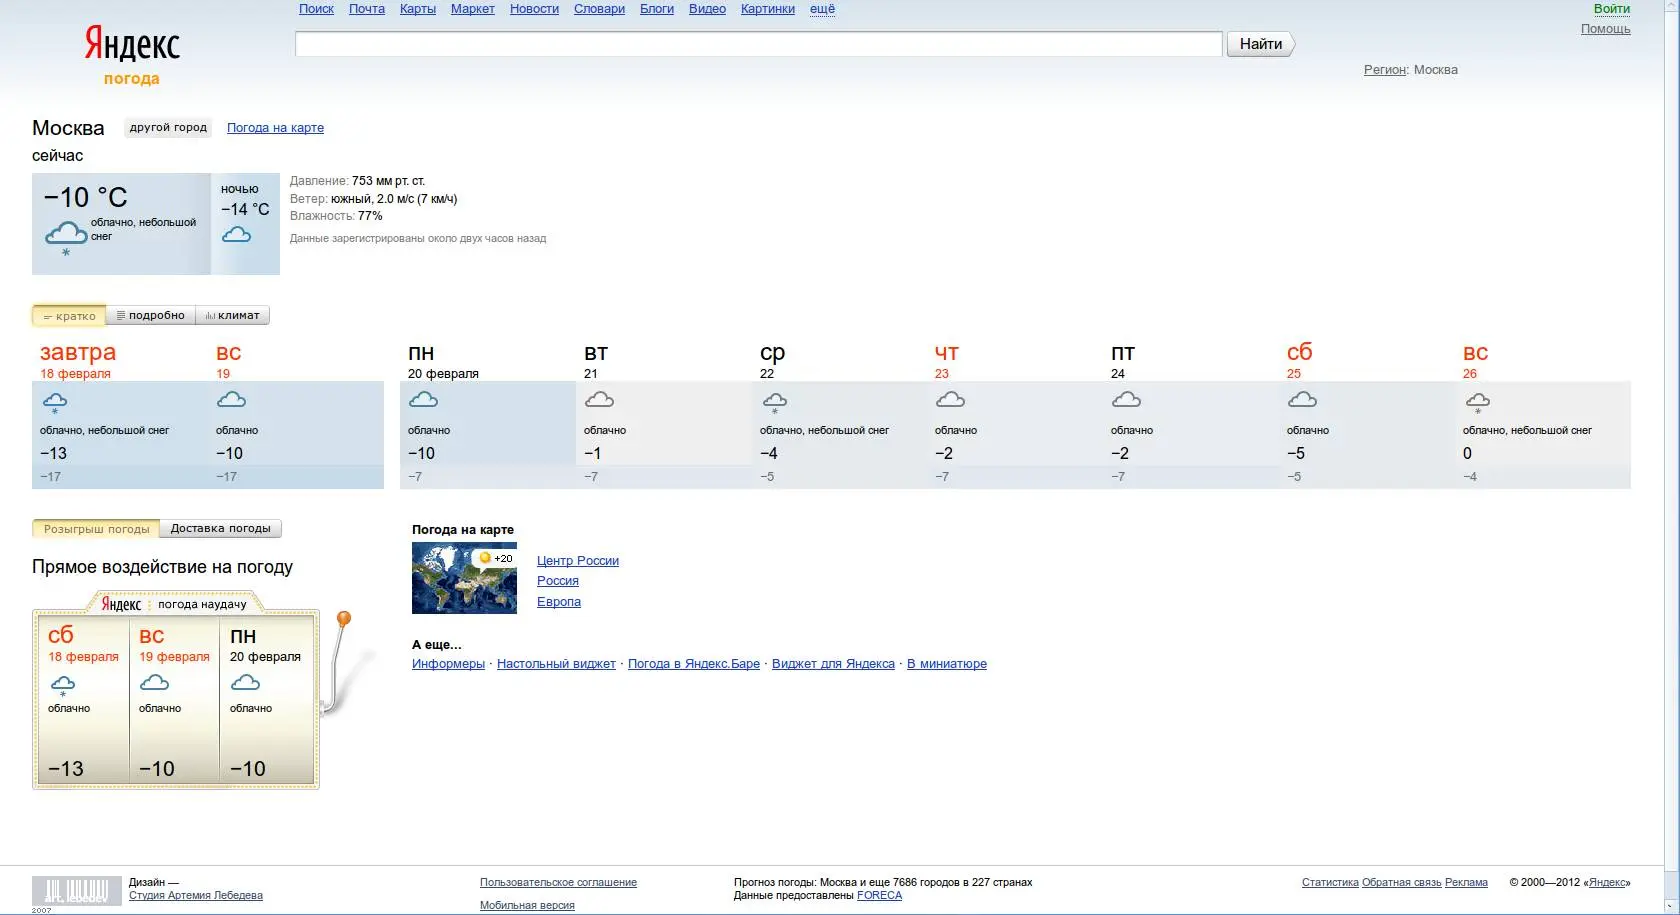 Поиск Почта Карты Маркет Новости Словари Блоги Видео Картинки ещё Войти
Помощь
Яндекс
погода
Найти
Регион: Москва
Москва другой город Погода на карте
сейчас
−10 °C
облачно, небольшой
снег
ночью
−14 °C
Давление: 753 мм рт. ст.
Ветер: южный, 2.0 м/с (7 км/ч)
Влажность: 77%
Данные зарегистрированы около двух часов назад
кратко подробно климат
завтра вс пн вт ср чт пт сб вс
18 февраля 19 20 февраля 21 22 23 24 25 26
облачно, небольшой снег облачно облачно облачно облачно, небольшой снег облачно облачно облачно облачно, небольшой снег
−13 −10 −10 −1 −4 −2 −2 −5 0
−17 −17 −7 −7 −5 −7 −7 −5 −4
Розыгрыш погоды Доставка погоды
Прямое воздействие на погоду
Яндекс погода наудачу
сб вс пн
18 февраля 19 февраля 20 февраля
облачно облачно облачно
−13 −10 −10
Погода на карте
+20
Центр России
Россия
Европа
А еще...
Информеры · Настольный виджет · Погода в Яндекс.Баре · Виджет для Яндекса · В миниатюре
art. lebedev
2007
Дизайн —
Студия Артемия Лебедева
Пользовательское соглашение
Мобильная версия
Прогноз погоды: Москва и еще 7686 городов в 227 странах
Данные предоставлены FORECA
Статистика Обратная связь Реклама © 2000—2012 «Яндекс»